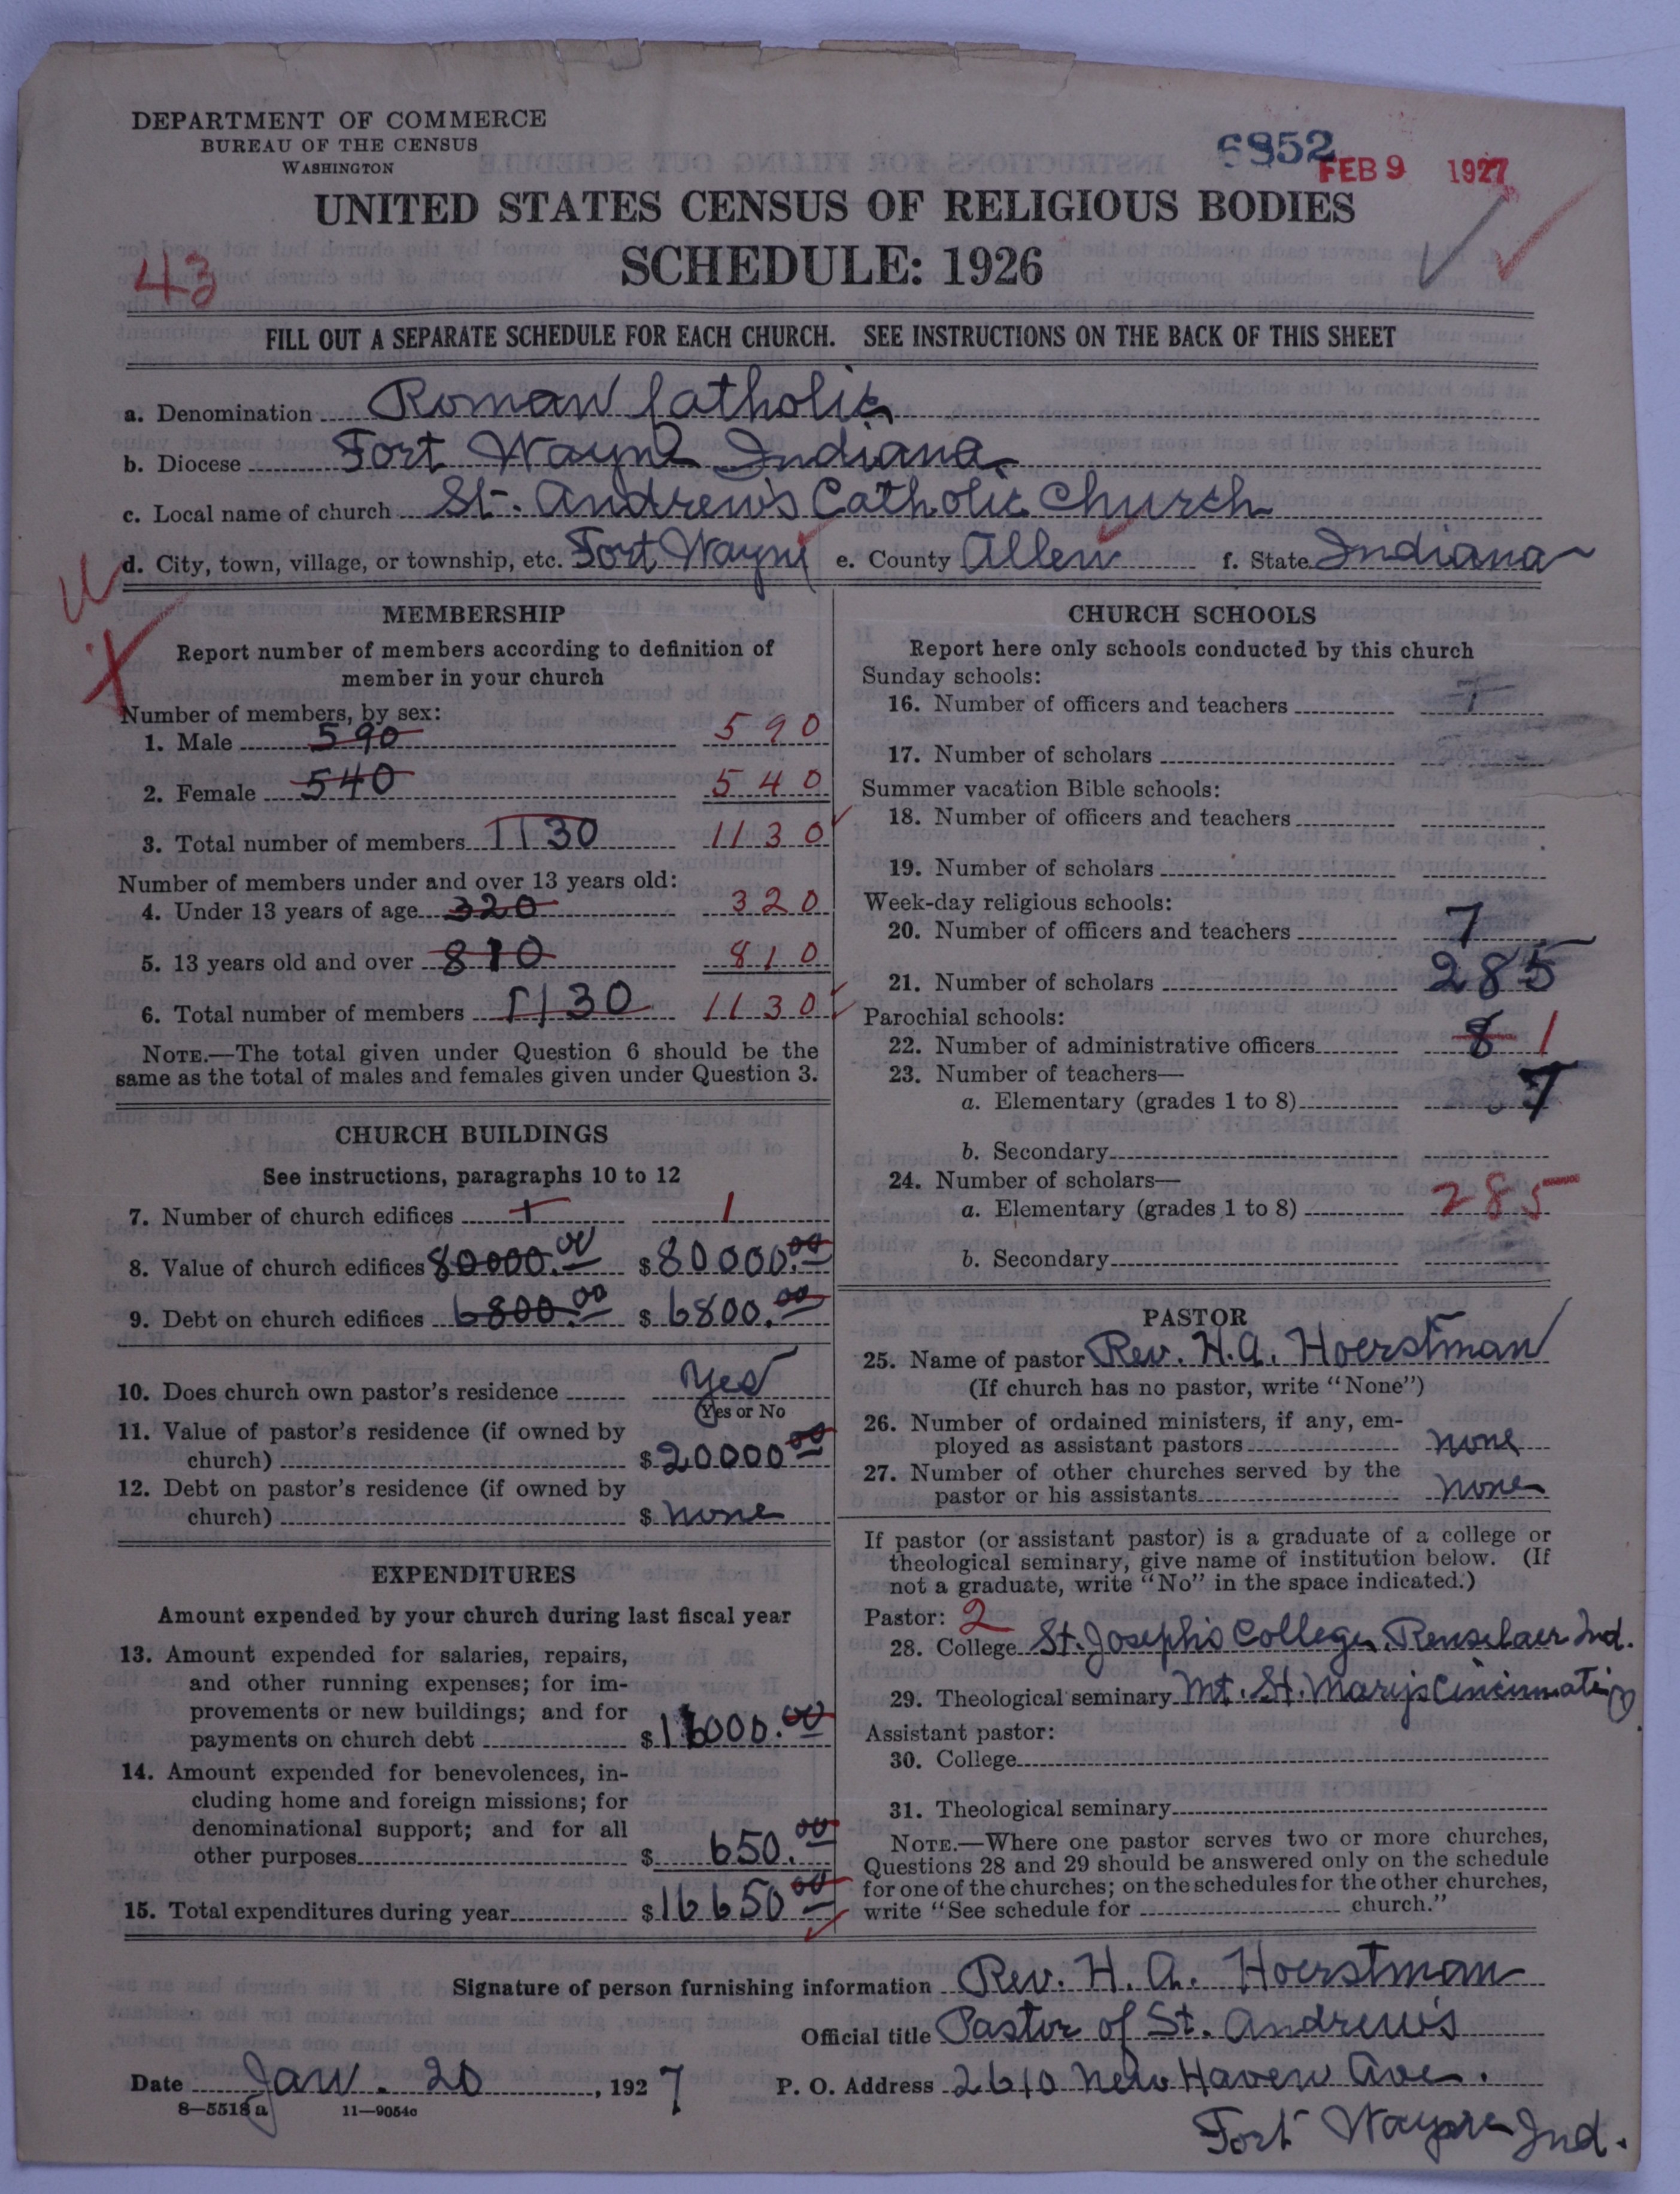 DEPARTMENT OF COMMERCE
BUREAU OF THE CENSUS
WASHINGTON
6852
FEB 9 1927
UNITED STATES CENSUS OF RELIGIOUS BODIES
SCHEDULE: 1926
43
FILL OUT A SEPARATE SCHEDULE FOR EACH CHURCH. SEE INSTRUCTIONS ON THE BACK OF THIS SHEET
a. Denomination Roman Catholic
b. Diocese Fort Wayne Indiana
c. Local name of church St. Andrew's Catholic Church
d. City, town, village, or township, etc. Fort Wayne e. County Allen f. State Indiana
MEMBERSHIP
Report number of members according to definition of
member in your church
Number of members, by sex:
1. Male 590 590
2. Female 540 540
3. Total number of members 1130 1130
Number of members under and over 13 years old:
4. Under 13 years of age 320 320
5. 13 years old and over 810 810
6. Total number of members 1130 1130
NOTE.—The total given under Question 6 should be the
same as the total of males and females given under Question 3.
CHURCH BUILDINGS
See instructions, paragraphs 10 to 12
7. Number of church edifices 1 1
8. Value of church edifices 80000.00 $80000.00
9. Debt on church edifices 6800.00 $6800.00
10. Does church own pastor's residence Yes
Yes or No
11. Value of pastor's residence (if owned by
church) $20000.00
12. Debt on pastor's residence (if owned by
church) $ none
EXPENDITURES
Amount expended by your church during last fiscal year
13. Amount expended for salaries, repairs,
and other running expenses; for im-
provements or new buildings; and for
payments on church debt $16000.00
14. Amount expended for benevolences, in-
cluding home and foreign missions; for
denominational support; and for all
other purposes $ 650.00
15. Total expenditures during year $16650.00
CHURCH SCHOOLS
Report here only schools conducted by this church
Sunday schools:
16. Number of officers and teachers 7
17. Number of scholars
Summer vacation Bible schools:
18. Number of officers and teachers
19. Number of scholars
Week-day religious schools:
20. Number of officers and teachers 7
21. Number of scholars 285
Parochial schools:
22. Number of administrative officers 8 1
23. Number of teachers—
a. Elementary (grades 1 to 8) 7
b. Secondary
24. Number of scholars—
a. Elementary (grades 1 to 8) 285
b. Secondary
PASTOR
25. Name of pastor Rev. H.A. Hoerstman
(If church has no pastor, write "None")
26. Number of ordained ministers, if any, em-
ployed as assistant pastors none
27. Number of other churches served by the
pastor or his assistants none
If pastor (or assistant pastor) is a graduate of a college or
theological seminary, give name of institution below. (If
not a graduate, write "No" in the space indicated.)
Pastor: 2
28. College St. Joseph's College, Renselaer Ind.
29. Theological seminary Mt. St. Mary's Cincinnati O.
Assistant pastor:
30. College
31. Theological seminary
NOTE.—Where one pastor serves two or more churches,
Questions 28 and 29 should be answered only on the schedule
for one of the churches; on the schedules for the other churches,
write "See schedule for church."
Signature of person furnishing information Rev. H. A. Hoerstman
Official title Pastor of St. Andrew's
Date Jan. 20, 1927 P. O. Address 2610 New Haven Ave.
8—5518 a 11—9054c
Fort Wayne Ind.